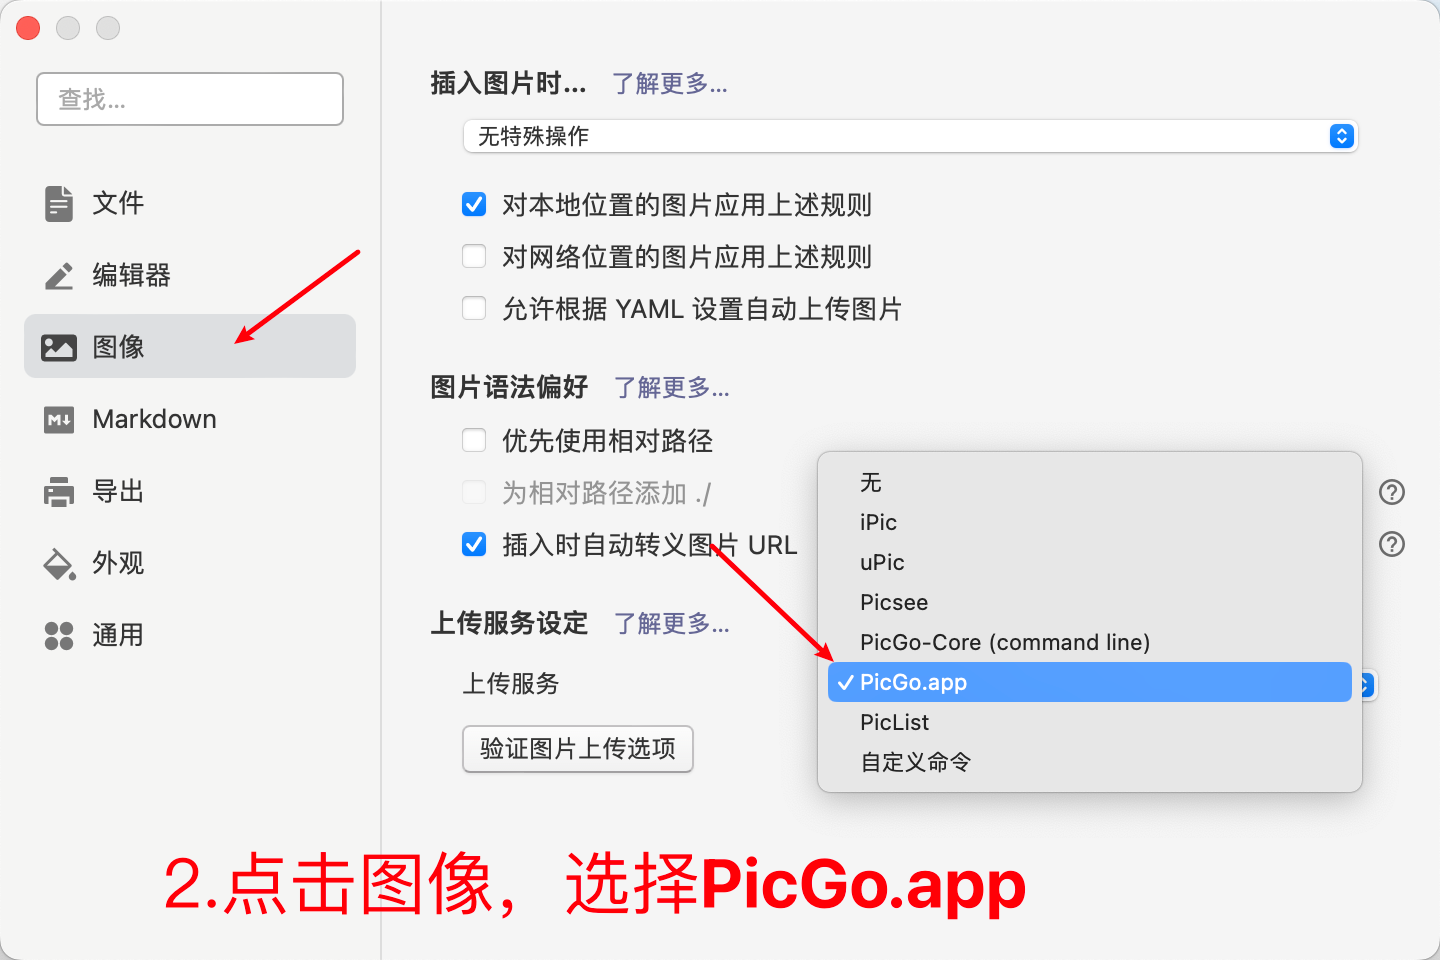 查找...
文件
编辑器
图像
Markdown
导出
外观
通用
插入图片时... 了解更多...
无特殊操作
对本地位置的图片应用上述规则
对网络位置的图片应用上述规则
允许根据 YAML 设置自动上传图片
图片语法偏好 了解更多...
优先使用相对路径
为相对路径添加 ./
插入时自动转义图片 URL
上传服务设定 了解更多...
上传服务
验证图片上传选项
无
iPic
uPic
Picsee
PicGo-Core (command line)
PicGo.app
PicList
自定义命令
2.点击图像，选择PicGo.app